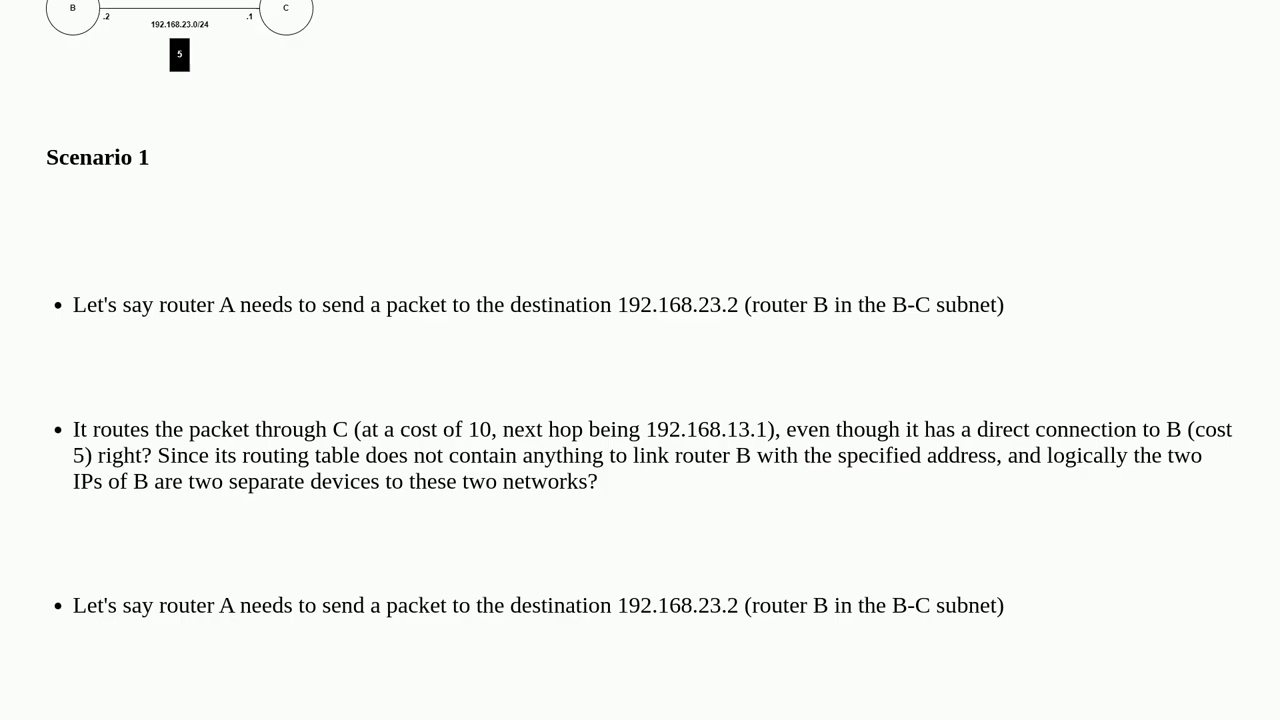 B
C
.2
.1
192.168.23.0/24
5
Scenario 1
• Let's say router A needs to send a packet to the destination 192.168.23.2 (router B in the B-C subnet)
• It routes the packet through C (at a cost of 10, next hop being 192.168.13.1), even though it has a direct connection to B (cost
5) right? Since its routing table does not contain anything to link router B with the specified address, and logically the two
IPs of B are two separate devices to these two networks?
• Let's say router A needs to send a packet to the destination 192.168.23.2 (router B in the B-C subnet)